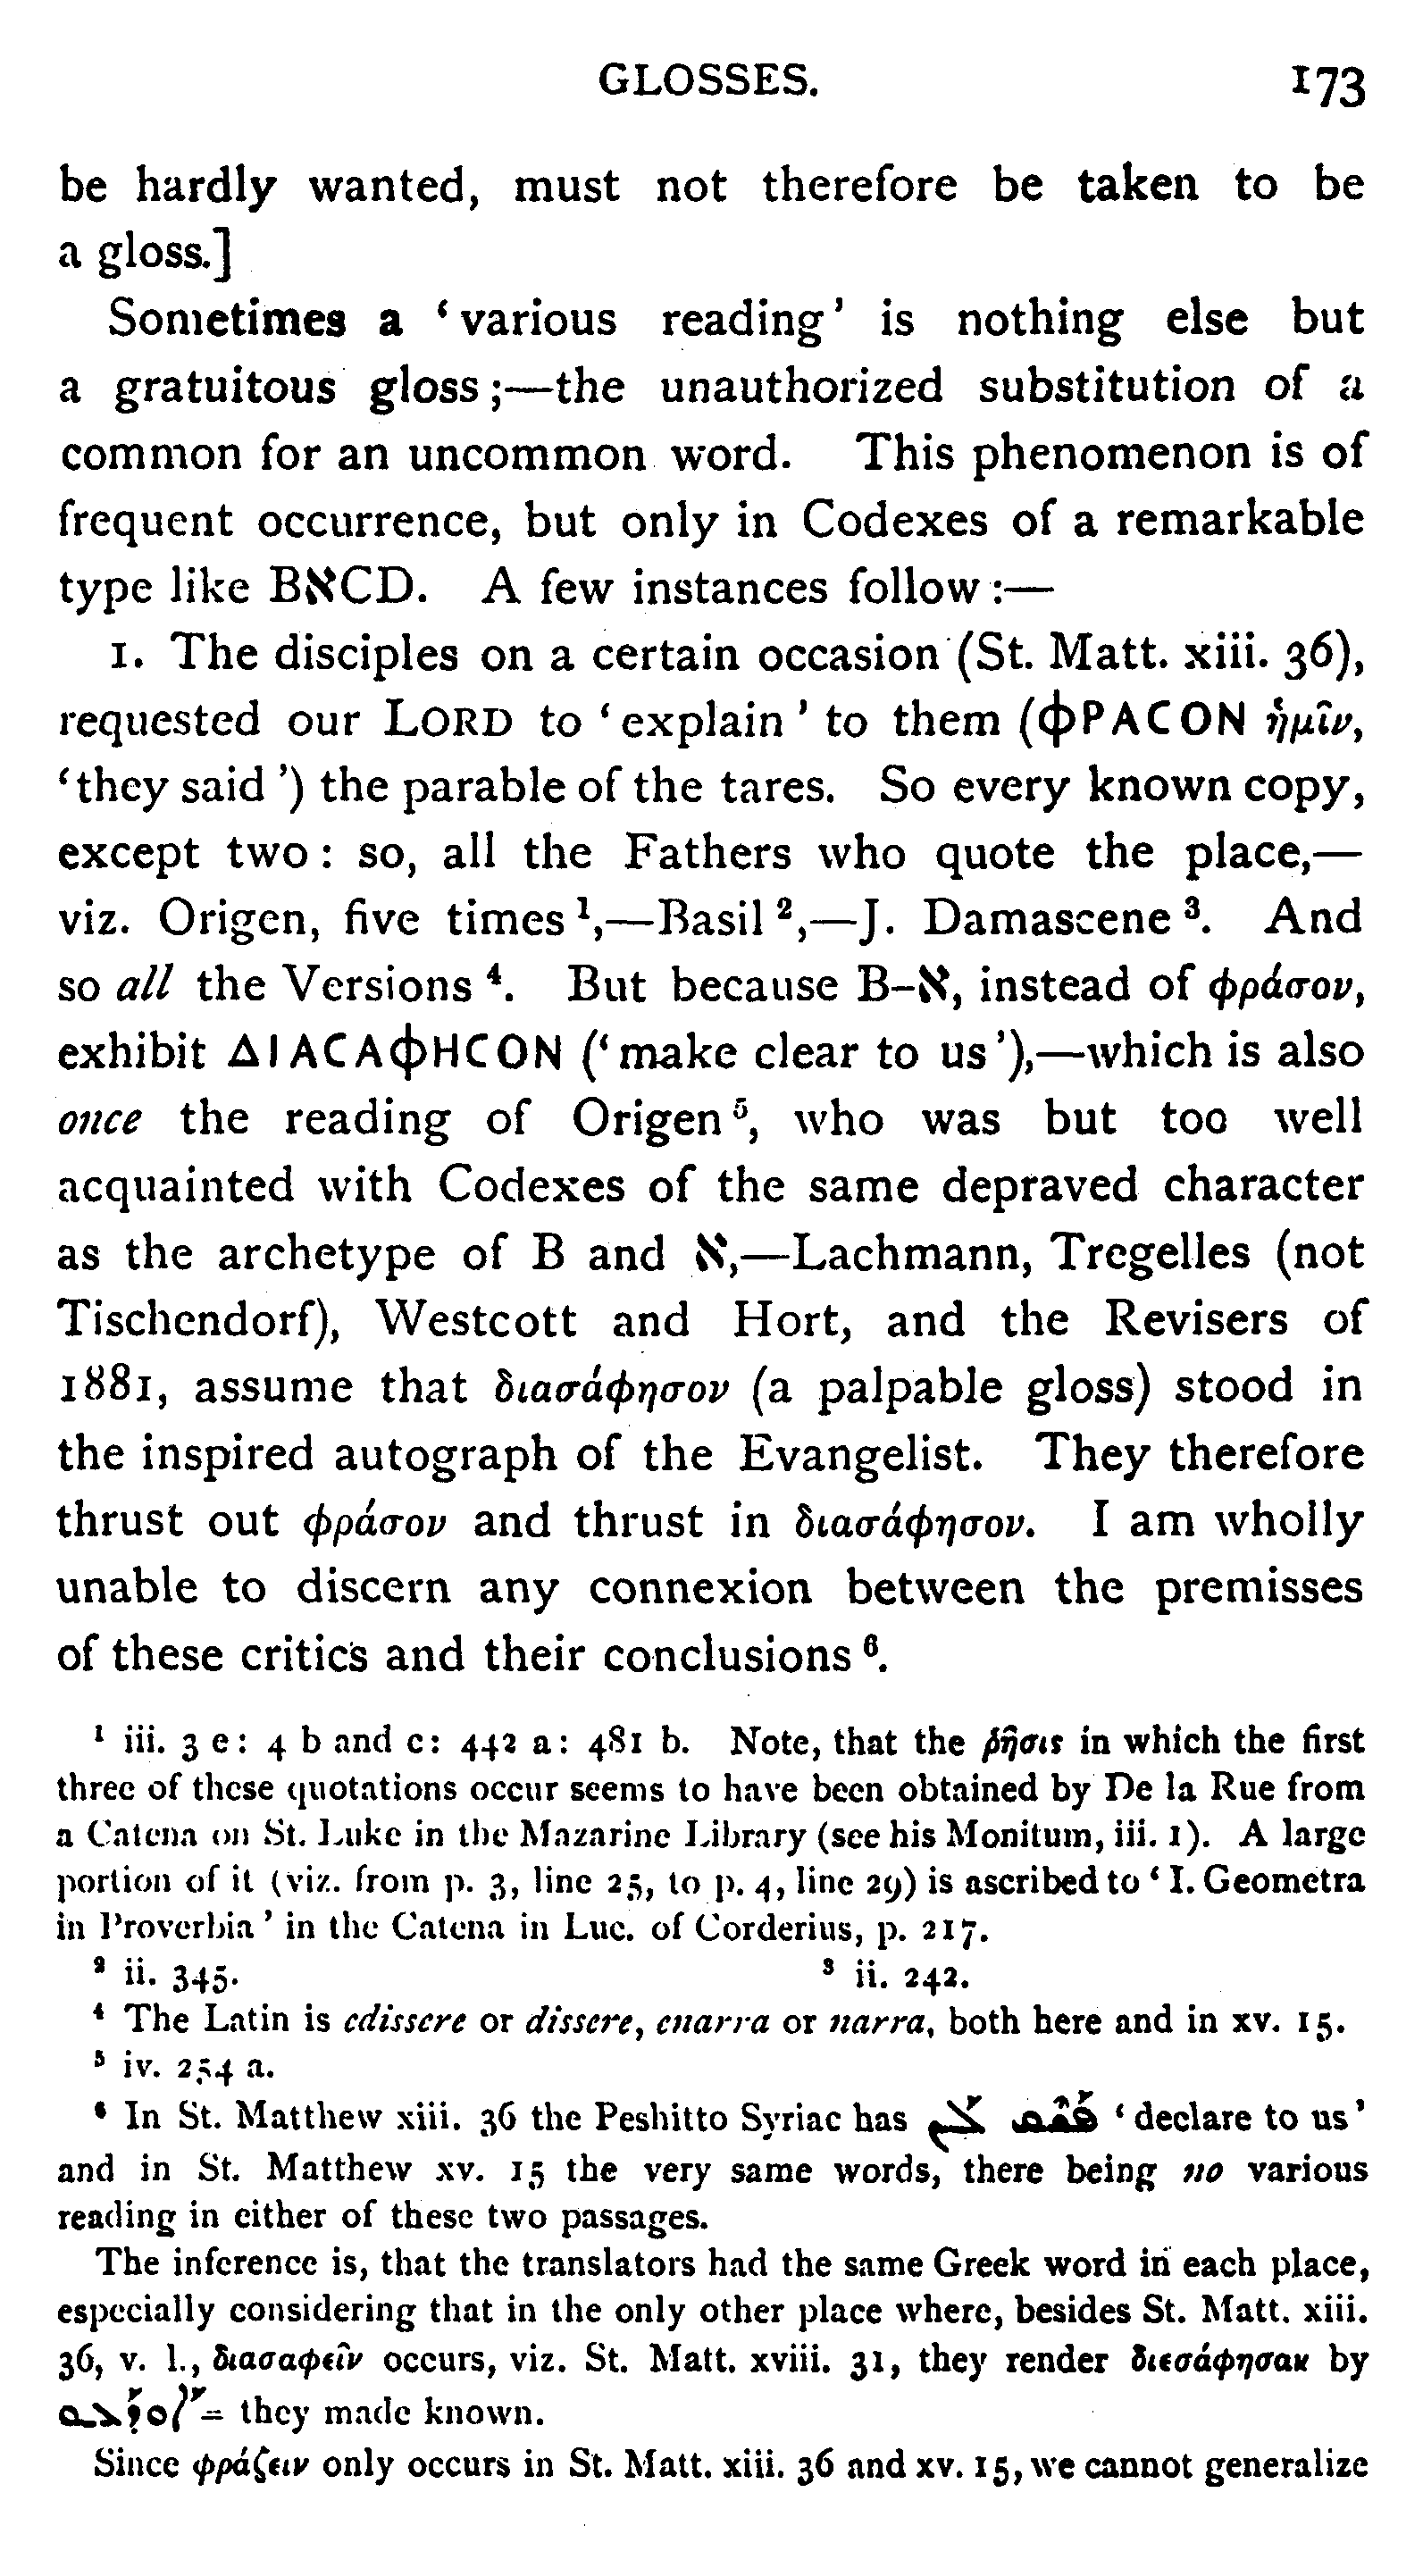 GLOSSES. 173
be hardly wanted, must not therefore be taken to be
a gloss.]
Sometimes a ‘various reading’ is nothing else but
a gratuitous gloss;—the unauthorized substitution of a
common for an uncommon word. This phenomenon is of
frequent occurrence, but only in Codexes of a remarkable
type like BℵCD. A few instances follow:—
1. The disciples on a certain occasion (St. Matt. xiii. 36),
requested our LORD to ‘explain’ to them (ΦΡΑϹΟΝ ἡμῖν,
‘they said’) the parable of the tares. So every known copy,
except two: so, all the Fathers who quote the place,—
viz. Origen, five times ¹,—Basil ²,—J. Damascene ³. And
so all the Versions ⁴. But because B–ℵ, instead of φράσον,
exhibit ΔΙΑϹΑΦΗϹΟΝ (‘make clear to us’),—which is also
once the reading of Origen ⁵, who was but too well
acquainted with Codexes of the same depraved character
as the archetype of B and ℵ,—Lachmann, Tregelles (not
Tischendorf), Westcott and Hort, and the Revisers of
1881, assume that διασάφησον (a palpable gloss) stood in
the inspired autograph of the Evangelist. They therefore
thrust out φράσον and thrust in διασάφησον. I am wholly
unable to discern any connexion between the premisses
of these critics and their conclusions ⁶.
¹ iii. 3 e: 4 b and c: 442 a: 481 b. Note, that the ῥῆσις in which the first
three of these quotations occur seems to have been obtained by De la Rue from
a Catena on St. Luke in the Mazarine Library (see his Monitum, iii. 1). A large
portion of it (viz. from p. 3, line 25, to p. 4, line 29) is ascribed to ‘I. Geometra
in Proverbia’ in the Catena in Luc. of Corderius, p. 217.
² ii. 345. ³ ii. 242.
⁴ The Latin is edissere or dissere, enarra or narra, both here and in xv. 15.
⁵ iv. 254 a.
⁶ In St. Matthew xiii. 36 the Peshitto Syriac has ‘declare to us’
and in St. Matthew xv. 15 the very same words, there being no various
reading in either of these two passages.
The inference is, that the translators had the same Greek word in each place,
especially considering that in the only other place where, besides St. Matt. xiii.
36, v. l., διασαφεῖν occurs, viz. St. Matt. xviii. 31, they render διεσάφησαν by
= they made known.
Since φράζειν only occurs in St. Matt. xiii. 36 and xv. 15, we cannot generalize